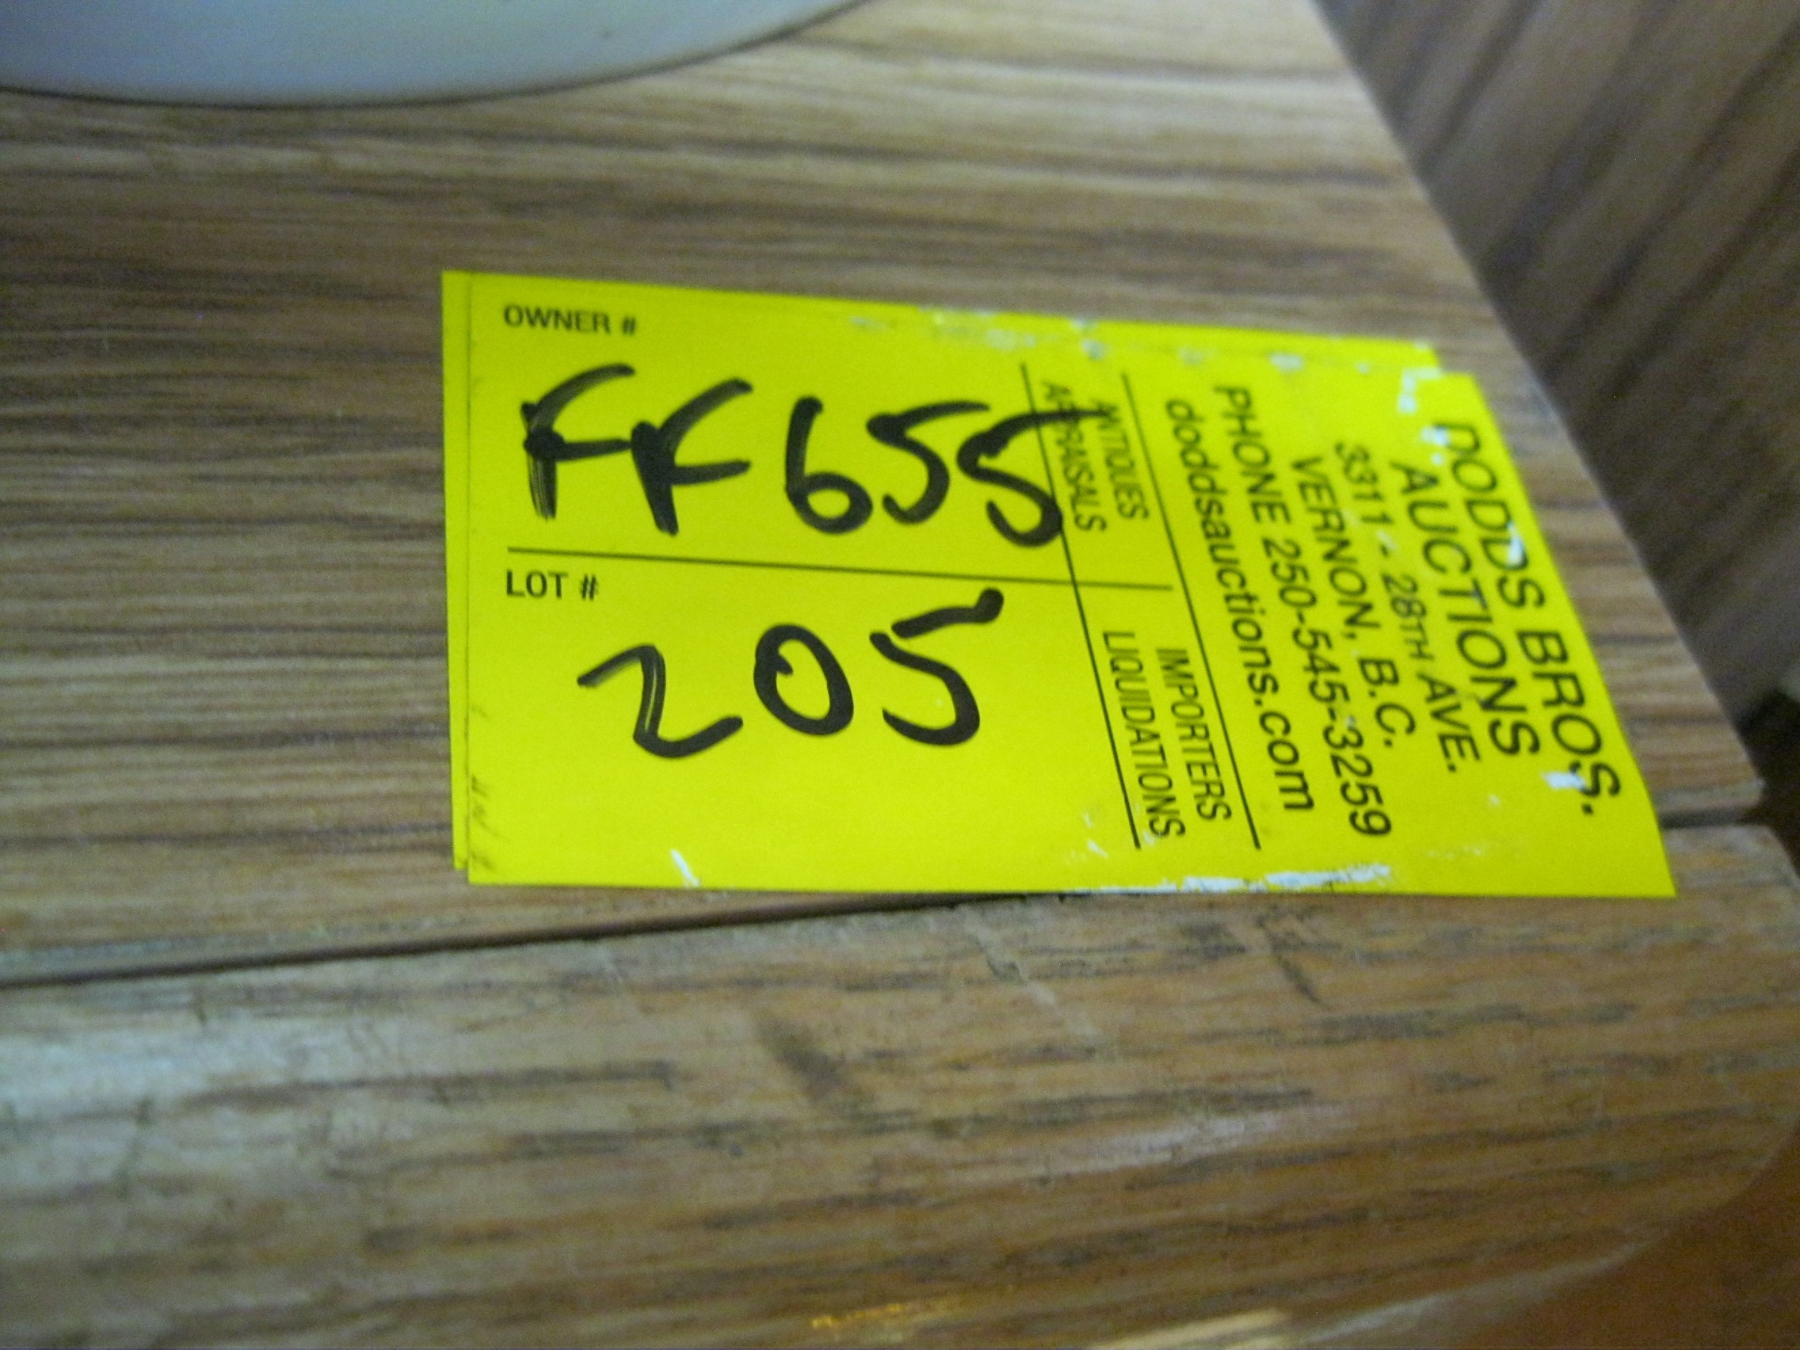 OWNER #
FF655
LOT #
205
DODDS BROS.
AUCTIONS
3311 - 28TH AVE.
VERNON, B.C.
PHONE 250-545-3259
doddsauctions.com
ANTIQUES
APPRAISALS
IMPORTERS
LIQUIDATIONS